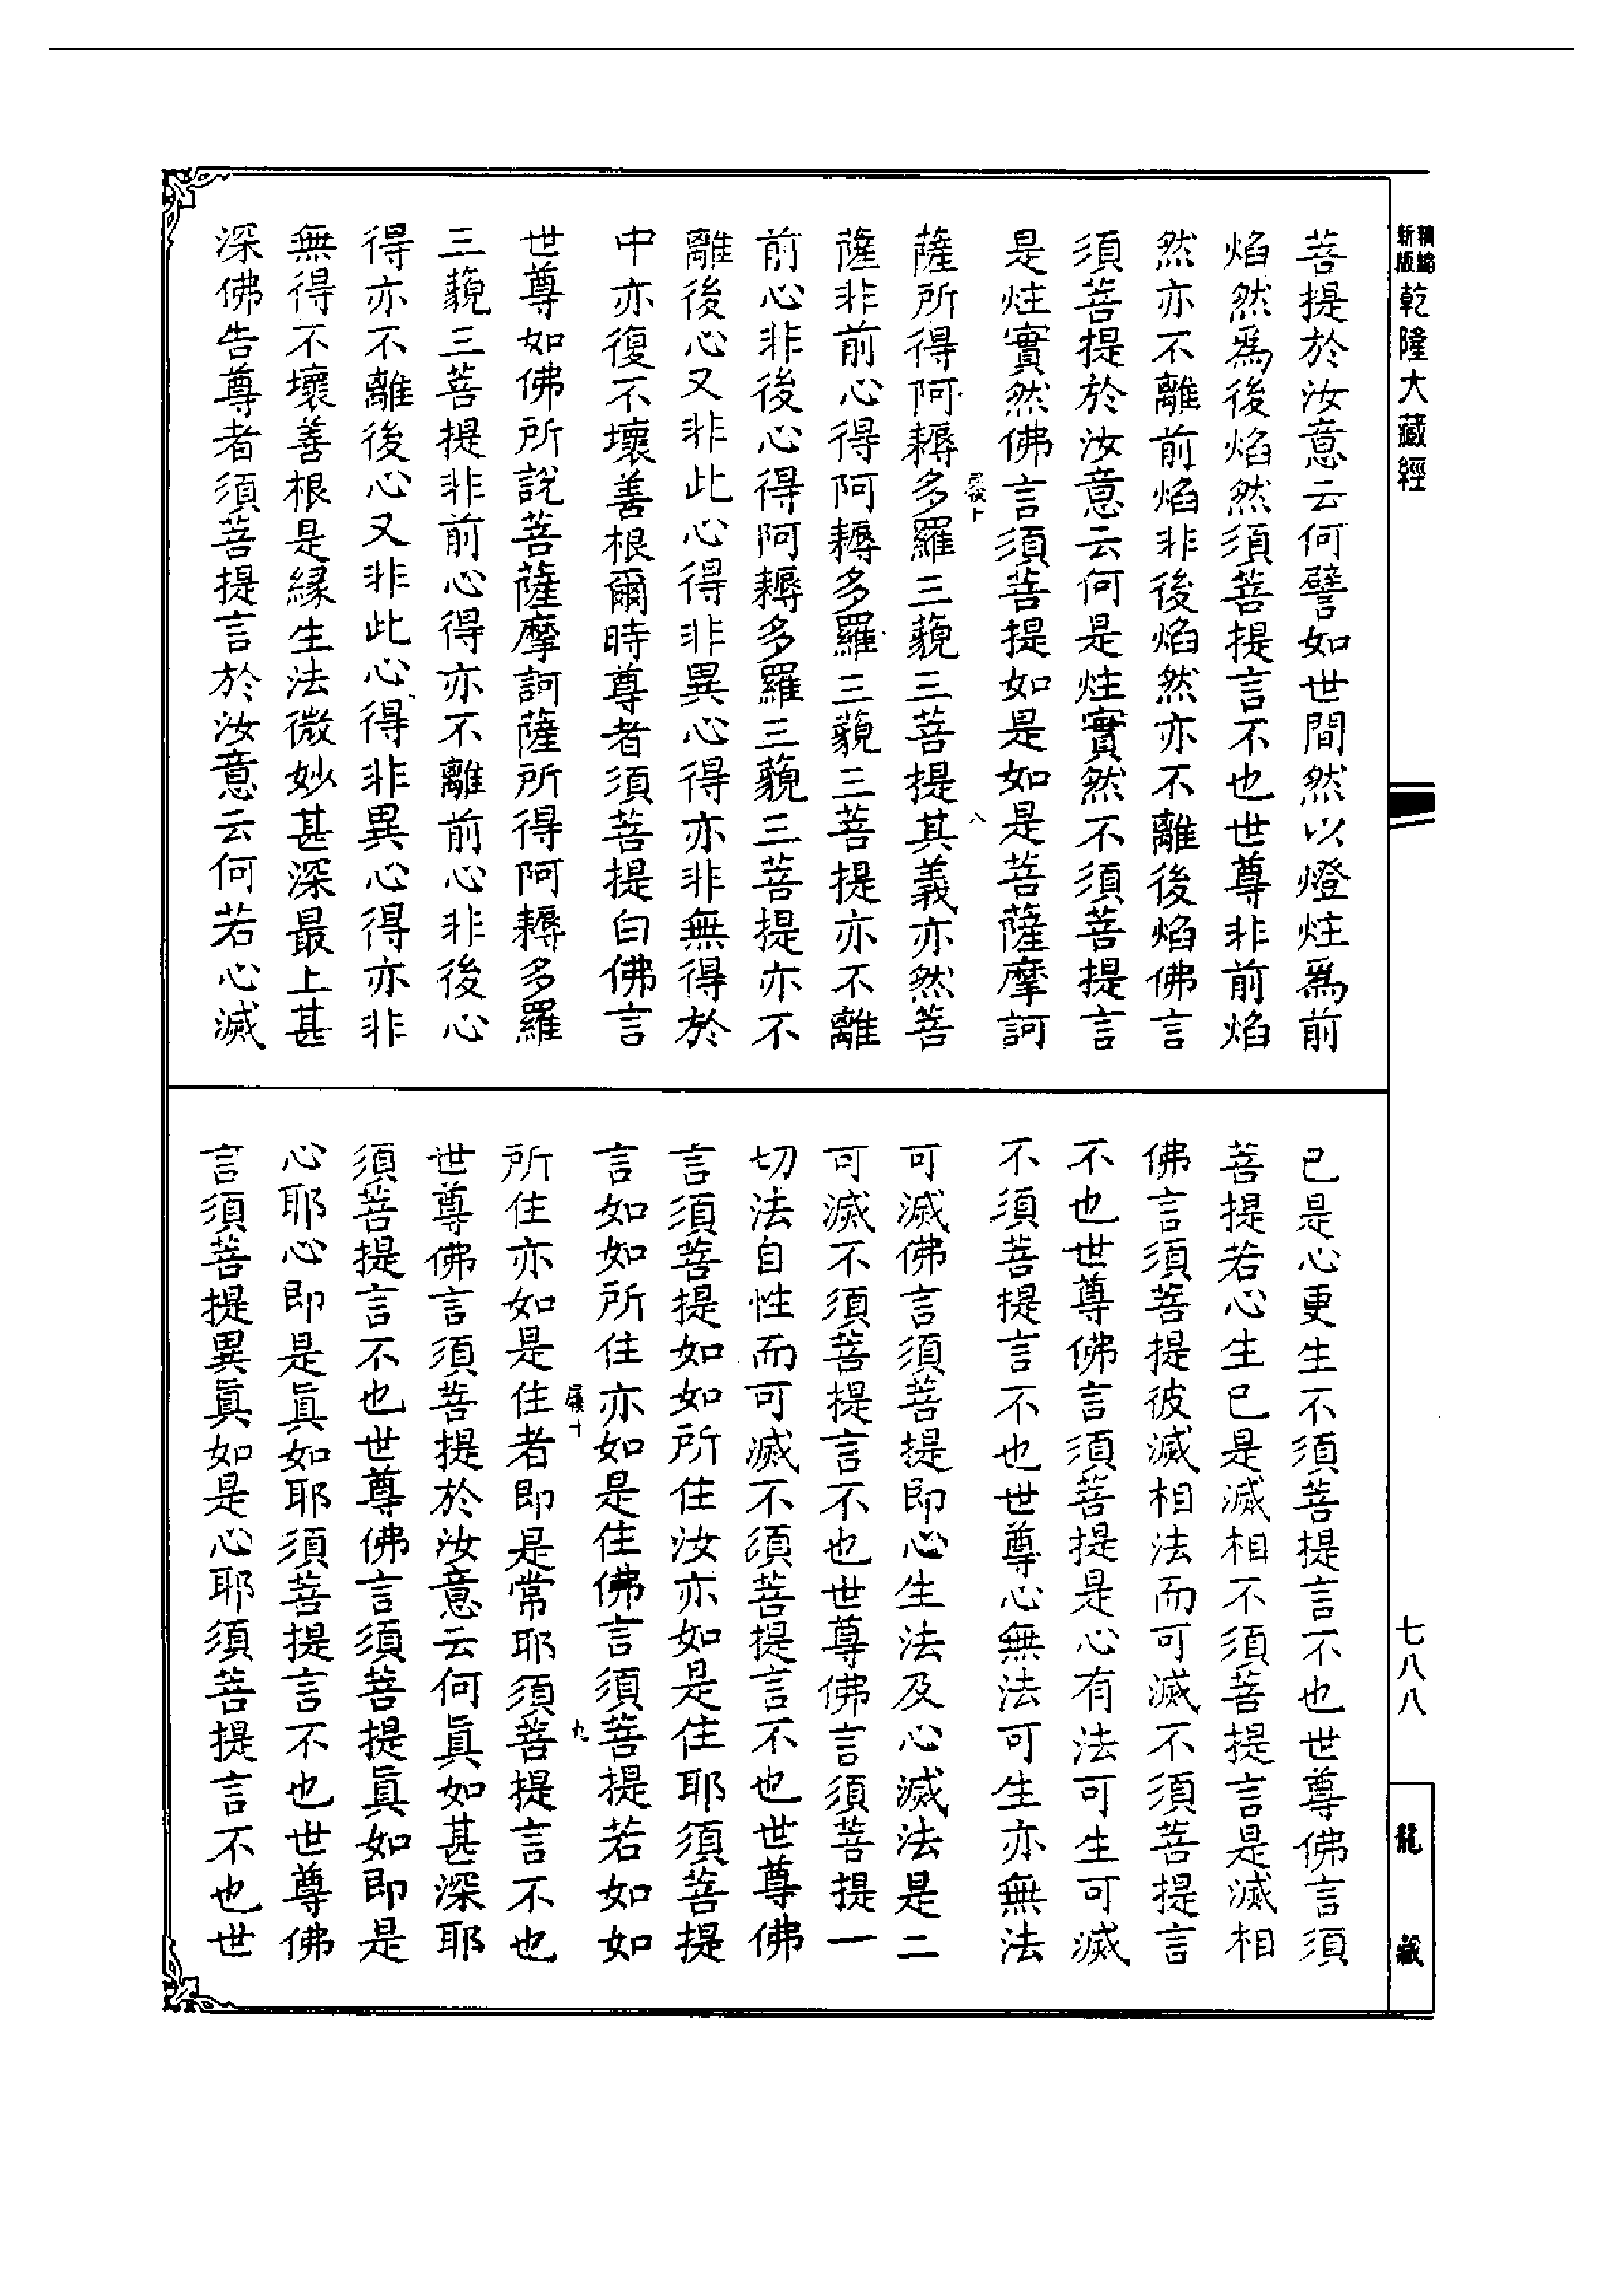 精縮
新版
乾隆大藏經
菩提於汝意云何譬如世間然以燈炷爲前
焰然爲後焰然須菩提言不也世尊非前焰
然亦不離前焰非後焰然亦不離後焰佛言
須菩提於汝意云何是炷實然不須菩提言
是炷實然佛言須菩提如是如是菩薩摩訶
薩所得阿耨多羅三藐三菩提其義亦然菩
薩非前心得阿耨多羅三藐三菩提亦不離
前心非後心得阿耨多羅三藐三菩提亦不
離後心又非此心得非異心得亦非無得於
中亦復不壞善根爾時尊者須菩提白佛言
世尊如佛所說菩薩摩訶薩所得阿耨多羅
三藐三菩提非前心得亦不離前心非後心
得亦不離後心又非此心得非異心得亦非
無得不壞善根是緣生法微妙甚深最上甚
深佛告尊者須菩提言於汝意云何若心滅
八
已是心更生不須菩提言不也世尊佛言須
菩提若心生已是滅相不須菩提言是滅相
佛言須菩提彼滅相法而可滅不須菩提言
不也世尊佛言須菩提是心有法可生可滅
不須菩提言不也世尊心無法可生亦無法
可滅佛言須菩提即心生法及心滅法是二
可滅不須菩提言不也世尊佛言須菩提一
切法自性而可滅不須菩提言不也世尊佛
言須菩提如如所住汝亦如是住耶須菩提
言如如所住亦如是住佛言須菩提若如如
所住亦如是住者即是常耶須菩提言不也
世尊佛言須菩提於汝意云何眞如甚深耶
須菩提言不也世尊佛言須菩提眞如即是
心耶心即是眞如耶須菩提言不也世尊佛
言須菩提異眞如是心耶須菩提言不也世
九
七八八
龍藏